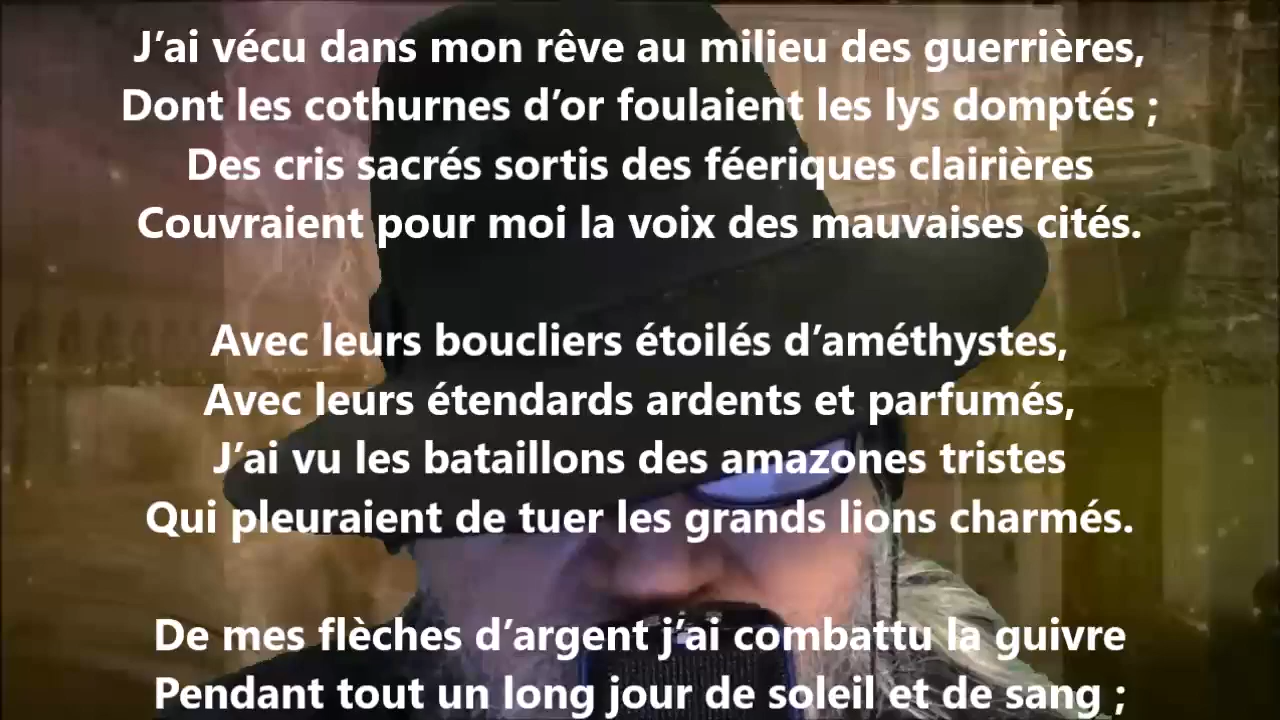 J’ai vécu dans mon rêve au milieu des guerrières,
Dont les cothurnes d’or foulaient les lys domptés ;
Des cris sacrés sortis des féeriques clairières
Couvraient pour moi la voix des mauvaises cités.
Avec leurs boucliers étoilés d’améthystes,
Avec leurs étendards ardents et parfumés,
J’ai vu les bataillons des amazones tristes
Qui pleuraient de tuer les grands lions charmés.
De mes flèches d’argent j’ai combattu la guivre
Pendant tout un long jour de soleil et de sang ;